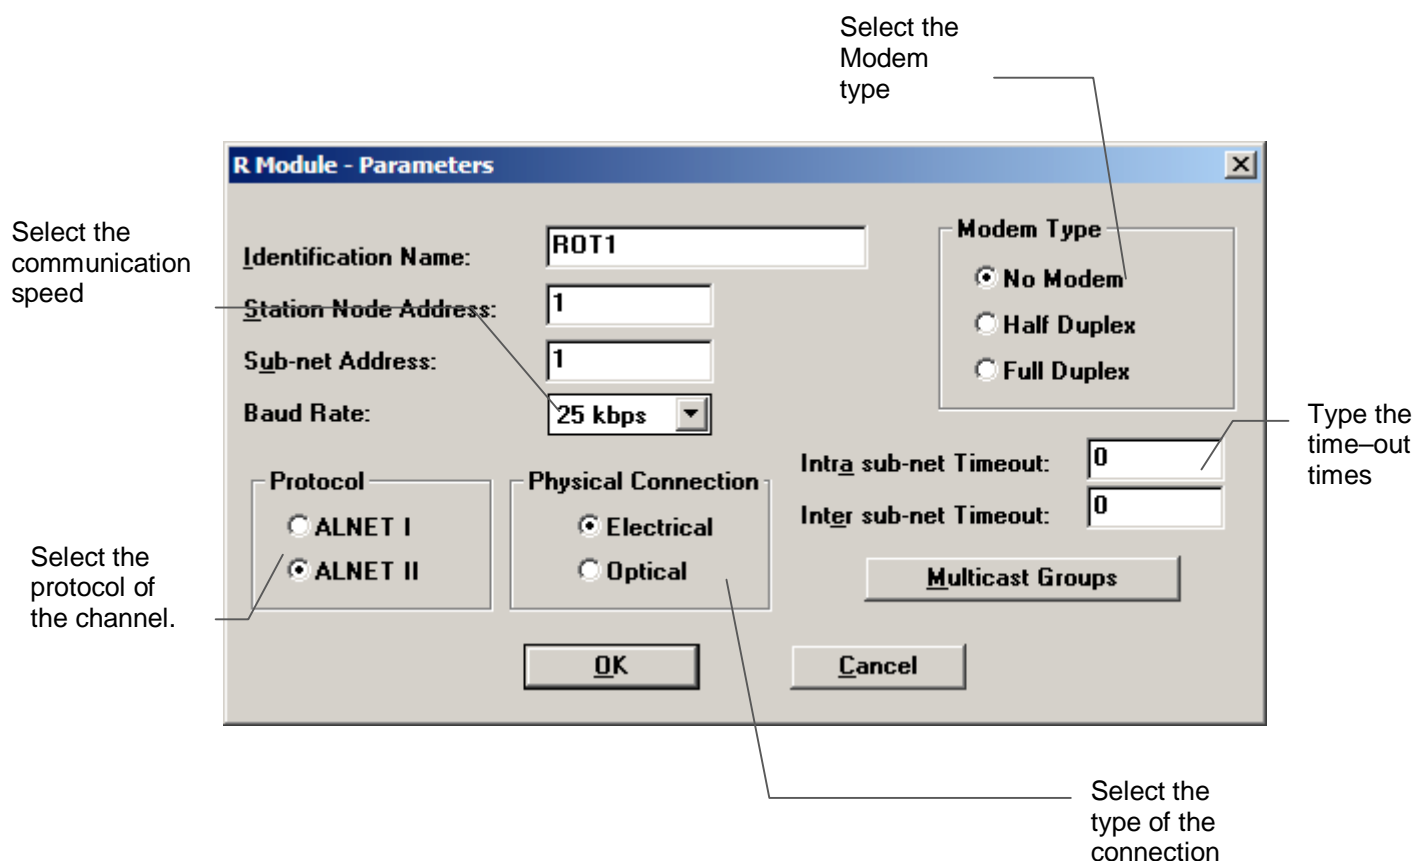 Select the
Modem
type
R Module - Parameters
Select the
communication
speed
Identification Name:
ROT1
Station Node Address:
1
Sub-net Address:
1
Baud Rate:
25 kbps
Modem Type
No Modem
Half Duplex
Full Duplex
Type the
time–out
times
Intra sub-net Timeout:
0
Inter sub-net Timeout:
0
Protocol
ALNET I
ALNET II
Physical Connection
Electrical
Optical
Select the
protocol of
the channel.
Multicast Groups
OK
Cancel
Select the
type of the
connection